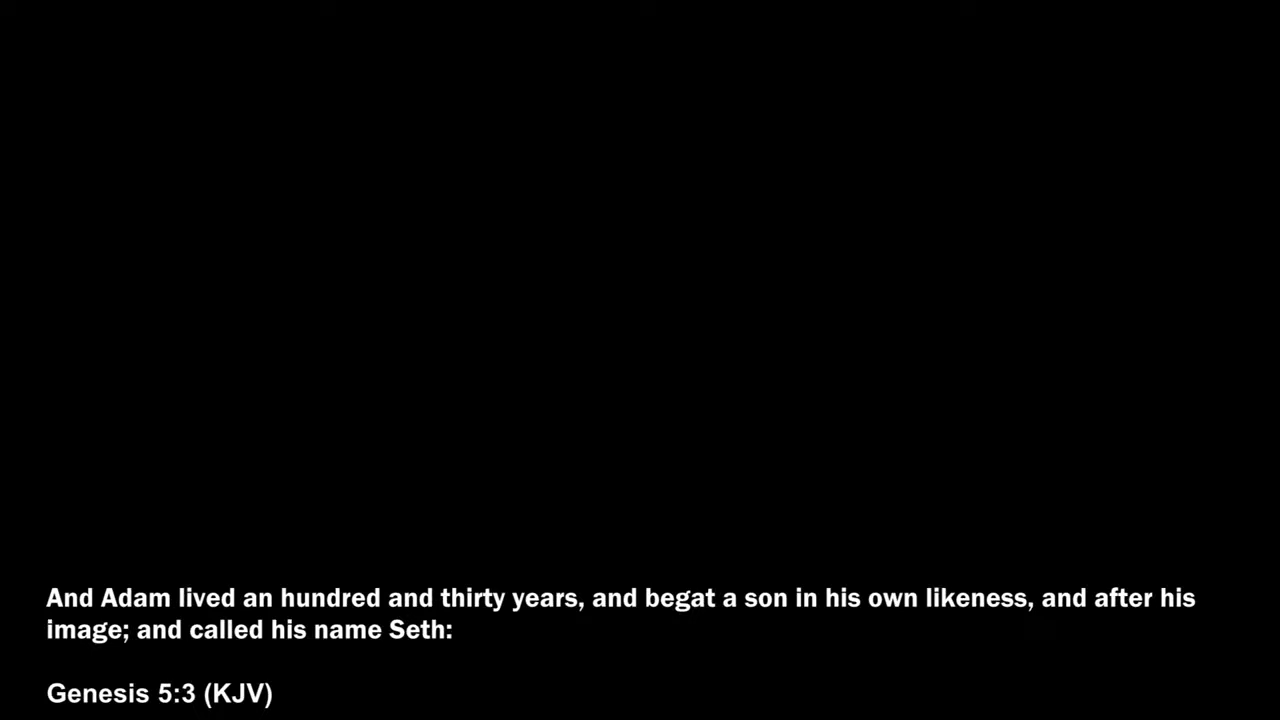 And Adam lived an hundred and thirty years, and begat a son in his own likeness, and after his
image; and called his name Seth:
Genesis 5:3 (KJV)